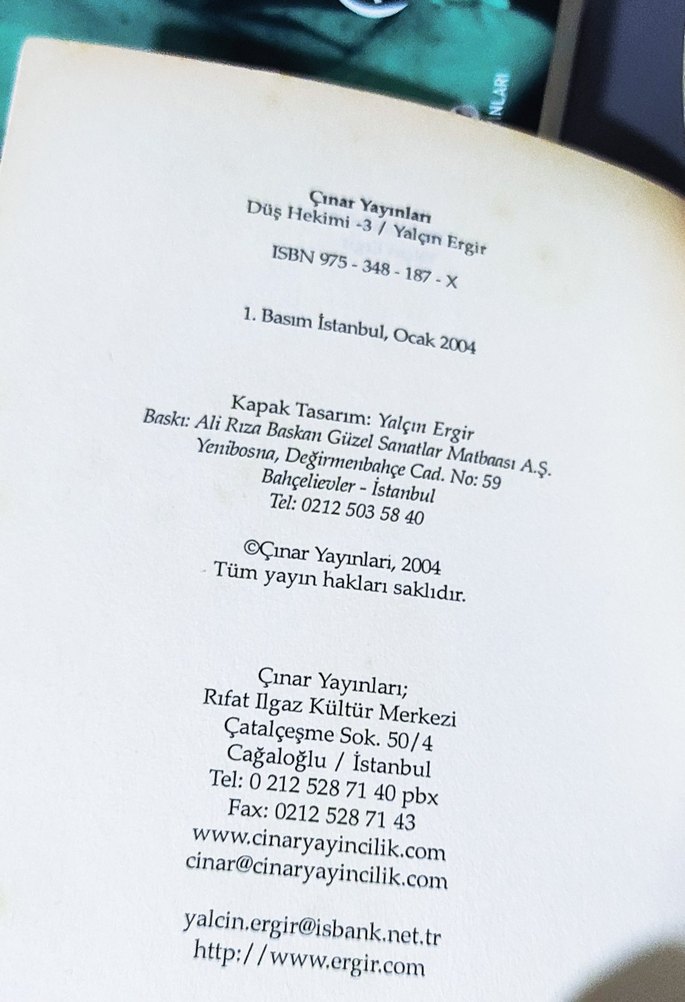 NLARI
Çınar Yayınları
Düş Hekimi -3 / Yalçın Ergir
ISBN 975 - 348 - 187 - X
1. Basım İstanbul, Ocak 2004
Kapak Tasarım: Yalçın Ergir
Baskı: Ali Rıza Baskan Güzel Sanatlar Matbaası A.Ş.
Yenibosna, Değirmenbahçe Cad. No: 59
Bahçelievler - İstanbul
Tel: 0212 503 58 40
©Çınar Yayınlari, 2004
Tüm yayın hakları saklıdır.
Çınar Yayınları;
Rıfat Ilgaz Kültür Merkezi
Çatalçeşme Sok. 50/4
Cağaloğlu / İstanbul
Tel: 0 212 528 71 40 pbx
Fax: 0212 528 71 43
www.cinaryayincilik.com
cinar@cinaryayincilik.com
yalcin.ergir@isbank.net.tr
http://www.ergir.com